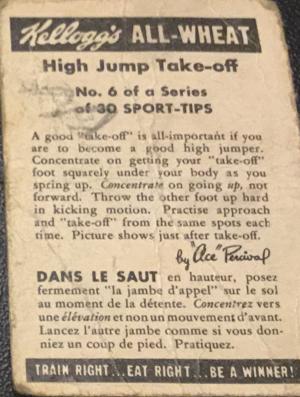 Kellogg's ALL-WHEAT
High Jump Take-off
No. 6 of a Series
of 30 SPORT-TIPS
A good "take-off" is all-important if you
are to become a good high jumper.
Concentrate on getting your "take-off"
foot squarely under your body as you
spring up. Concentrate on going up, not
forward. Throw the other foot up hard
in kicking motion. Practise approach
and "take-off" from the same spots each
time. Picture shows just after take-off.
by "Ace" Percival
DANS LE SAUT en hauteur, posez
fermement "la jambe d'appel" sur le sol
au moment de la détente. Concentrez vers
une élévation et non un mouvement d'avant.
Lancez l'autre jambe comme si vous don-
niez un coup de pied. Pratiquez.
TRAIN RIGHT...EAT RIGHT...BE A WINNER!